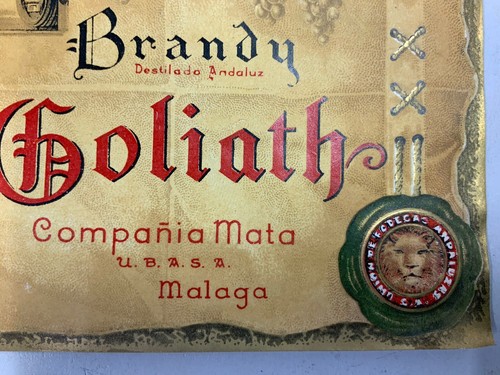 Brandy
Destilado Andaluz
Goliath
Compañia Mata
U.B.A.S.A.
Malaga
UNION DE BODEGAS ANDALUZAS